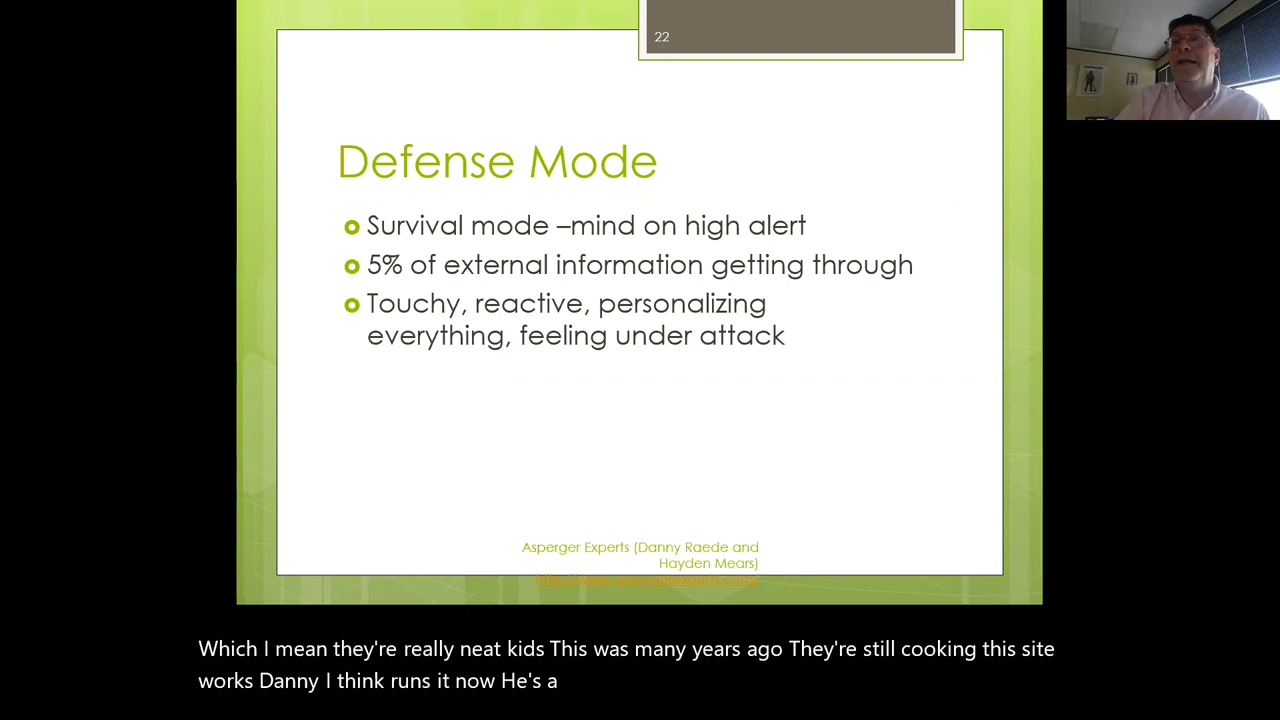 22
Defense Mode
Survival mode –mind on high alert
5% of external information getting through
Touchy, reactive, personalizing
everything, feeling under attack
Asperger Experts (Danny Raede and
Hayden Mears)
Which I mean they're really neat kids This was many years ago They're still cooking this site
works Danny I think runs it now He's a